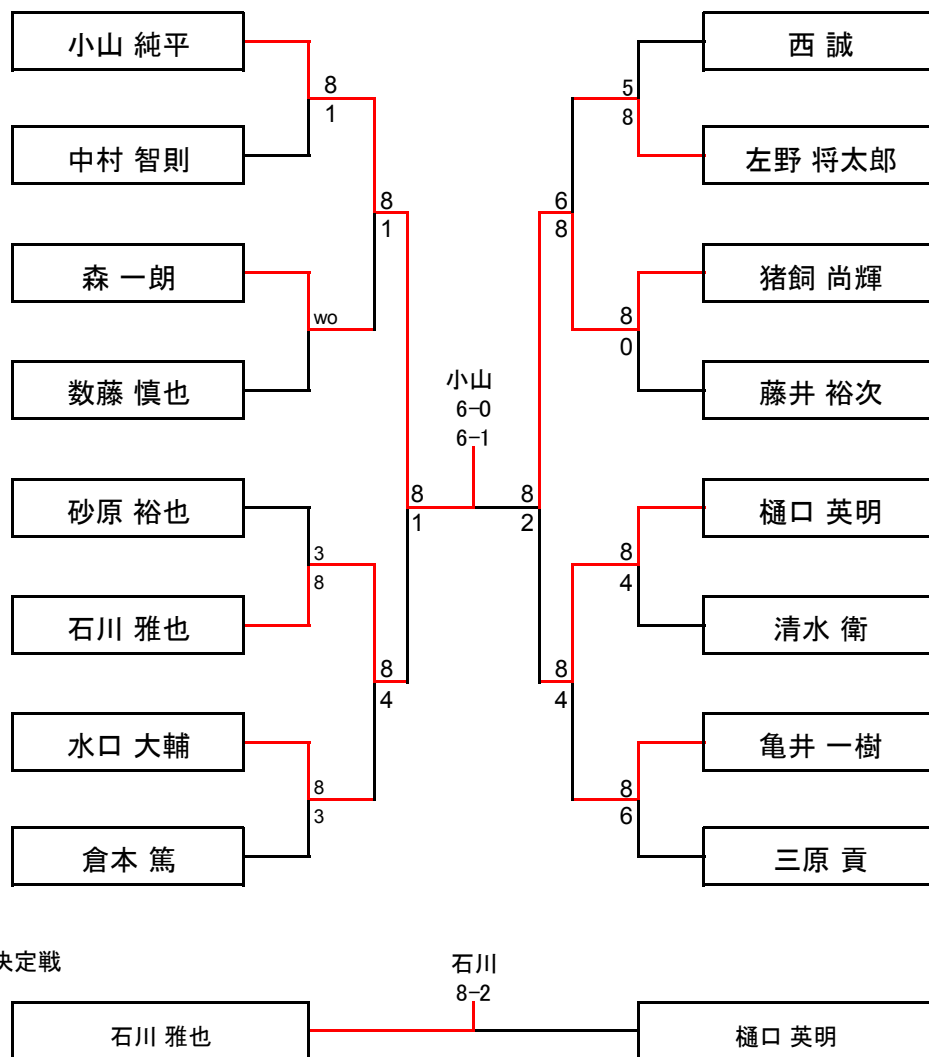 小山 純平
8
1
中村 智則
8
1
森 一朗
wo
数藤 慎也
砂原 裕也
3
8
石川 雅也
8
4
水口 大輔
8
3
倉本 篤
8
1
小山
6-0
6-1
8
2
西 誠
5
8
左野 将太郎
6
8
猪飼 尚輝
8
0
藤井 裕次
樋口 英明
8
4
清水 衛
8
4
亀井 一樹
8
6
三原 貢
決定戦
石川
8-2
石川 雅也
樋口 英明